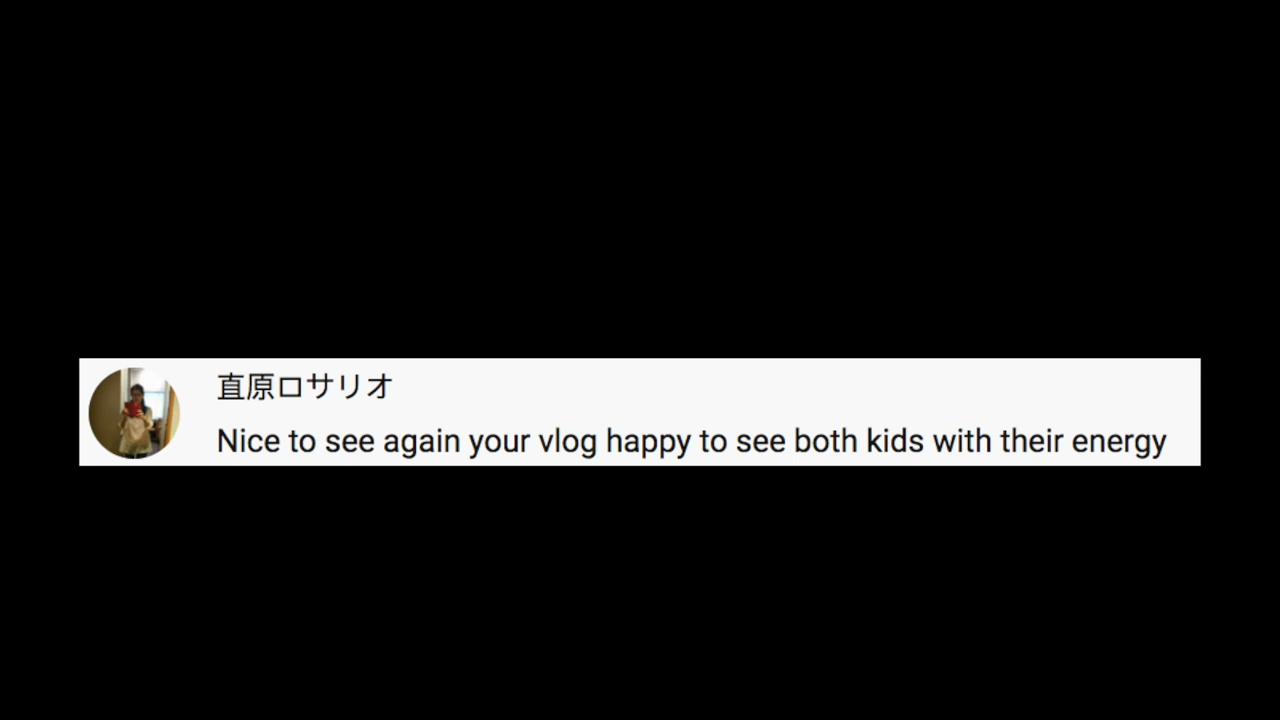 直原ロサリオ
Nice to see again your vlog happy to see both kids with their energy